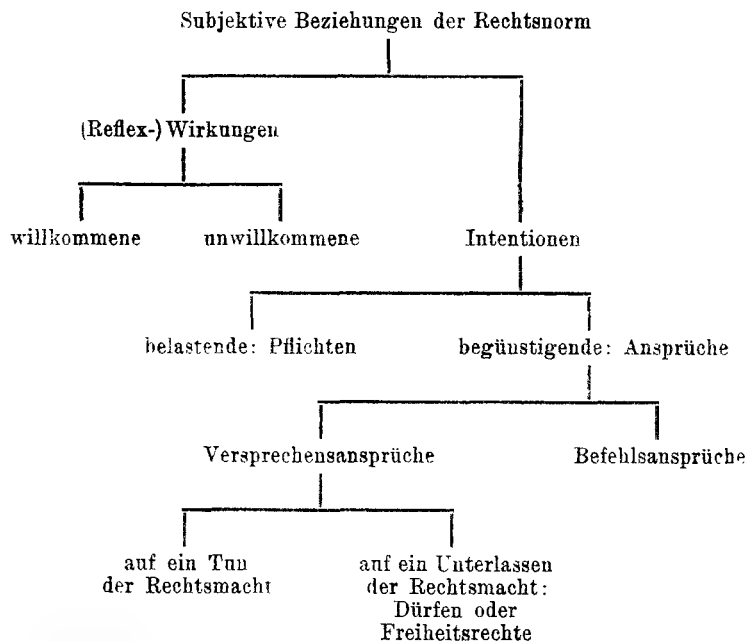 Subjektive Beziehungen der Rechtsnorm
(Reflex-) Wirkungen
willkommene unwillkommene Intentionen
belastende: Pflichten begünstigende: Ansprüche
Versprechensansprüche Befehlsansprüche
auf ein Tun
der Rechtsmacht
auf ein Unterlassen
der Rechtsmacht:
Dürfen oder
Freiheitsrechte